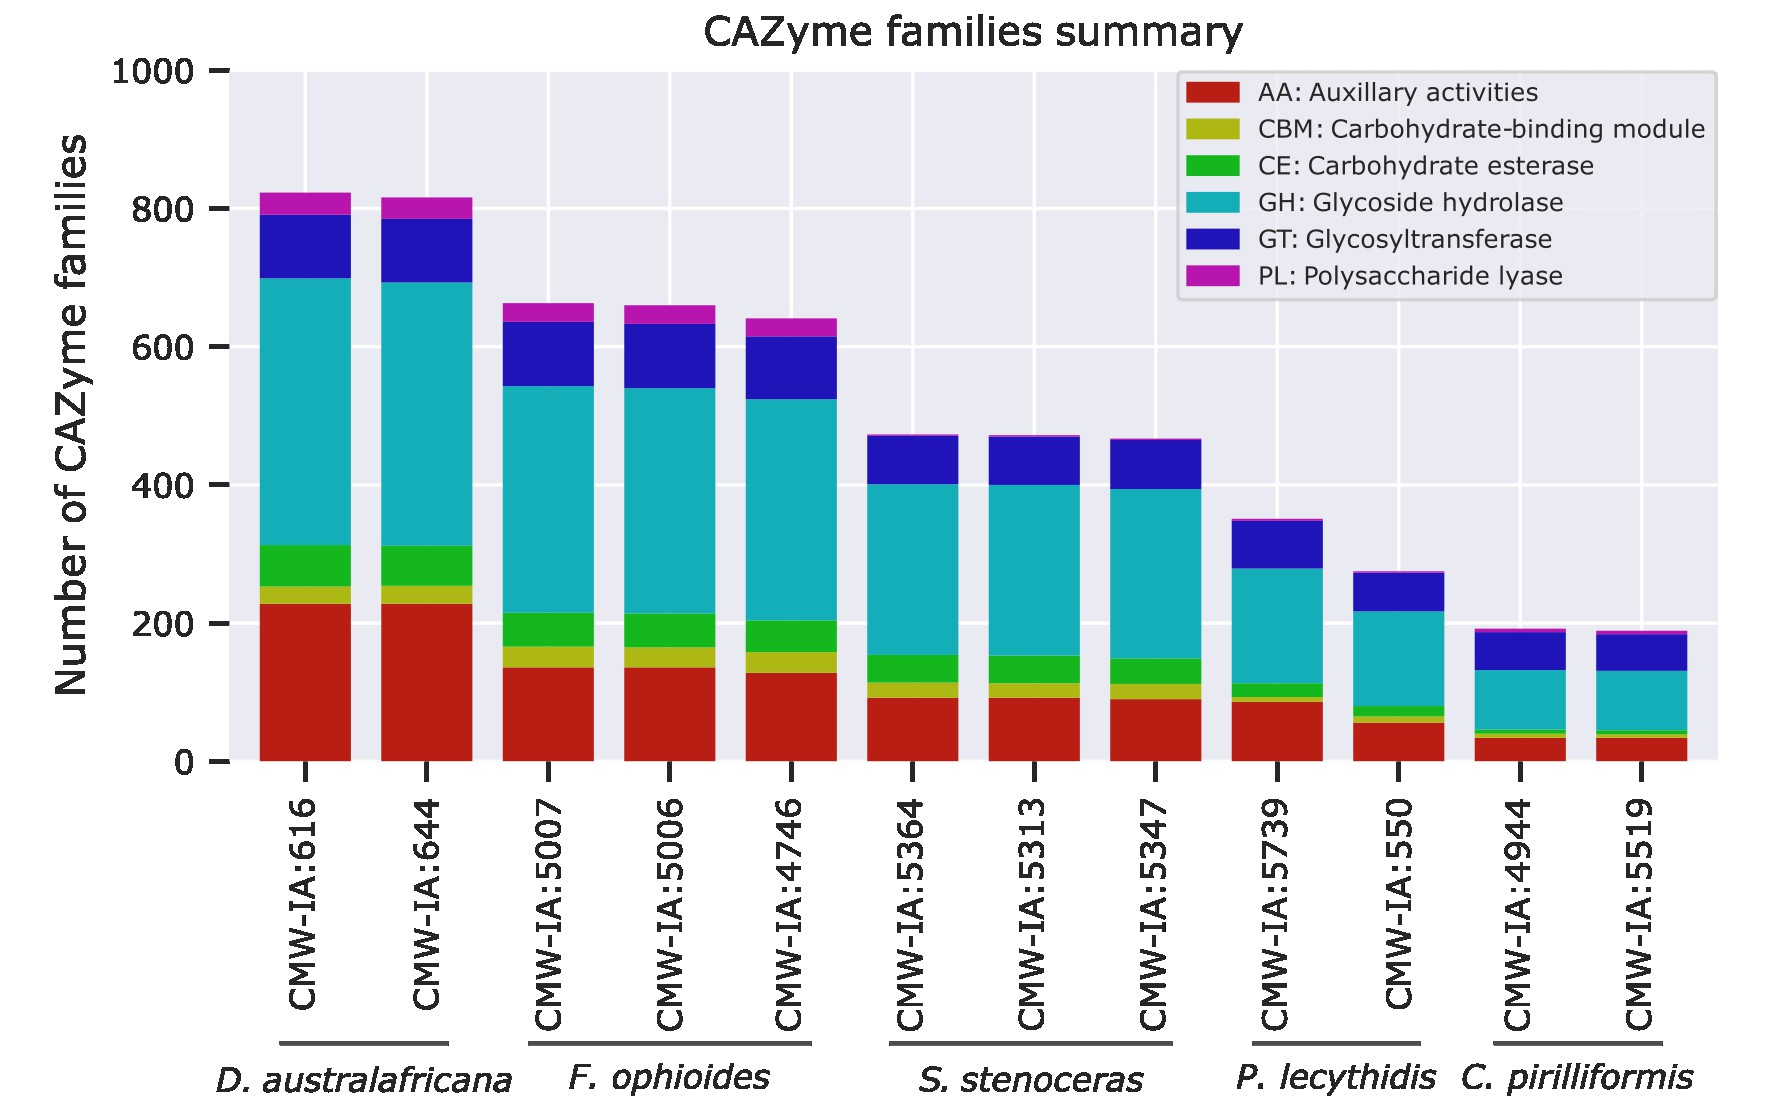 CAZyme families summary
1000
800
600
400
200
0
Number of CAZyme families
AA: Auxillary activities
CBM: Carbohydrate-binding module
CE: Carbohydrate esterase
GH: Glycoside hydrolase
GT: Glycosyltransferase
PL: Polysaccharide lyase
CMW-IA:616
CMW-IA:644
CMW-IA:5007
CMW-IA:5006
CMW-IA:4746
CMW-IA:5364
CMW-IA:5313
CMW-IA:5347
CMW-IA:5739
CMW-IA:550
CMW-IA:4944
CMW-IA:5519
D. australafricana
F. ophioides
S. stenoceras
P. lecythidis
C. pirilliformis